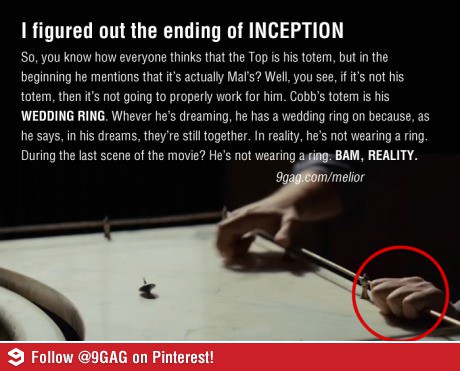 I figured out the ending of INCEPTION
So, you know how everyone thinks that the Top is his totem, but in the
beginning he mentions that it's actually Mal's? Well, you see, if it's not his
totem, then it's not going to properly work for him. Cobb's totem is his
WEDDING RING. Whever he's dreaming, he has a wedding ring on because, as
he says, in his dreams, they're still together. In reality, he's not wearing a ring.
During the last scene of the movie? He's not wearing a ring. BAM, REALITY.
9gag.com/melior
Follow @9GAG on Pinterest!